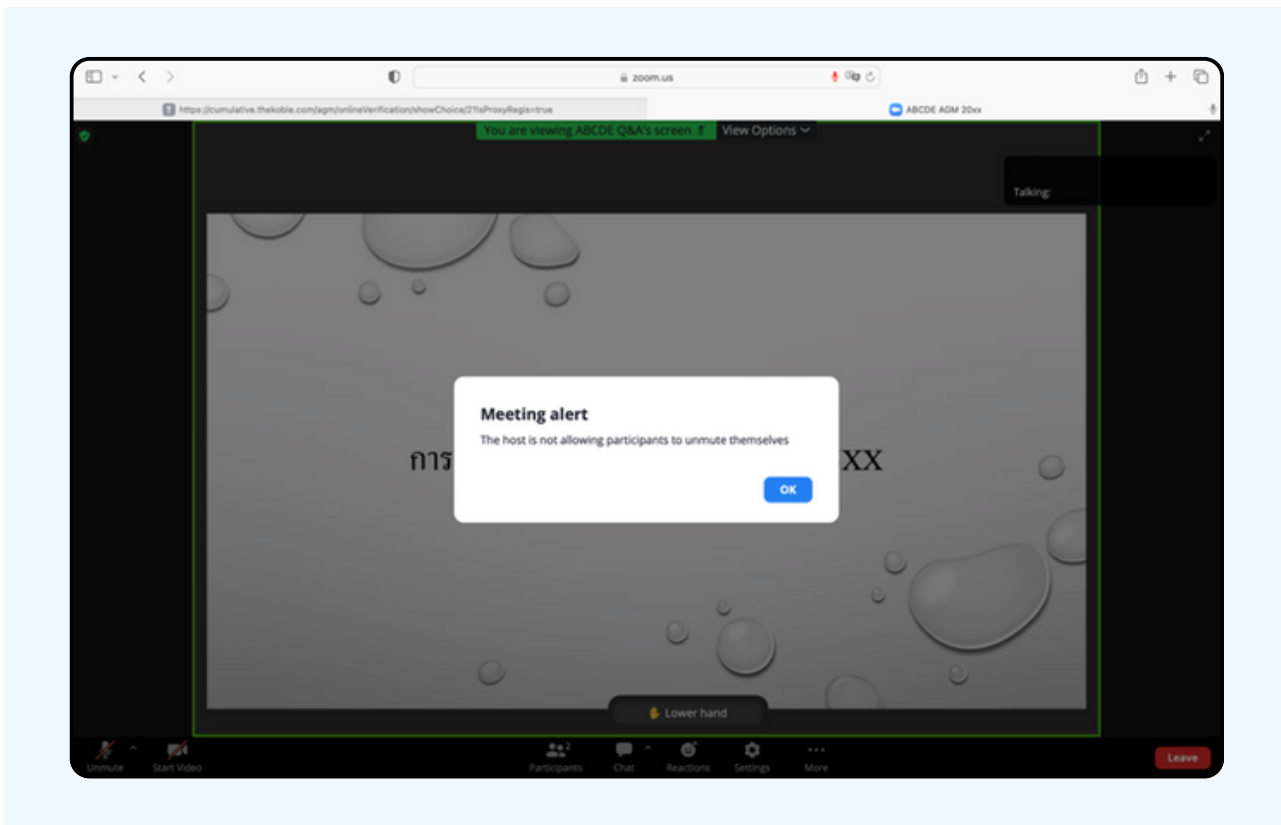 zoom.us
https://cumulative.thekoble.com/agm/onlineVerification/showChoice/2?isProxyRegis=true
ABCDE AGM 20xx
You are viewing ABCDE Q&A's screen
View Options
Talking:
Meeting alert
The host is not allowing participants to unmute themselves
การ
XX
OK
Lower hand
2
Unmute
Start Video
Participants
Chat
Reactions
Settings
More
Leave